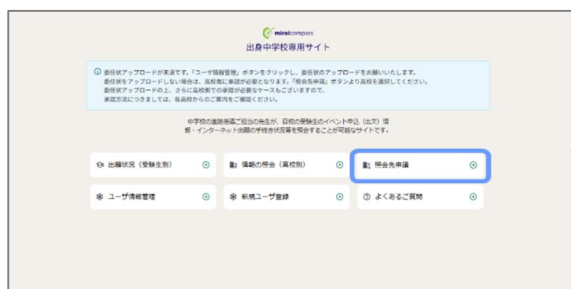 miraicompass
出身中学校専用サイト
委任状アップロードが未済です。「ユーザ情報管理」ボタンをクリックし、委任状のアップロードをお願いいたします。
委任状をアップロードしない場合は、高校毎に承認が必要となります。「照会先申請」ボタンより高校を選択してください。
委任状アップロードの上、さらに高校側での承認が必要なケースもございますので、
承認方法につきましては、各高校からのご案内をご確認ください。
中学校の進路指導ご担当の先生が、自校の受験生のイベント申込(出欠)情
報・インターネット出願の手続き状況等を照会することが可能なサイトです。
出願状況(受験生別)
情報の照会(高校別)
照会先申請
ユーザ情報管理
新規ユーザ登録
よくあるご質問